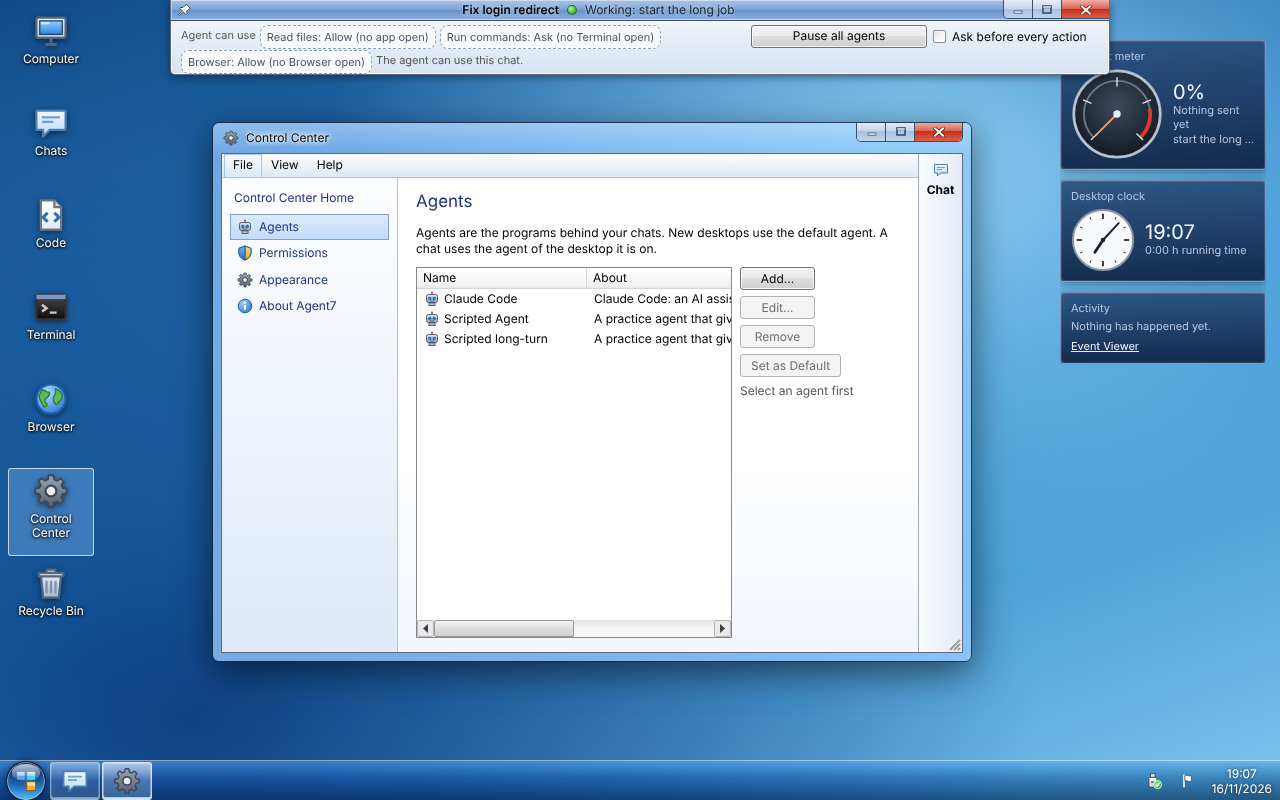 Fix login redirect Working: start the long job
Agent can use Read files: Allow (no app open) Run commands: Ask (no Terminal open)
Browser: Allow (no Browser open) The agent can use this chat.
Pause all agents
Ask before every action
Computer
Chats
Code
Terminal
Browser
Control
Center
Recycle Bin
Control Center
File View Help
Control Center Home
Agents
Permissions
Appearance
About Agent7
Agents
Agents are the programs behind your chats. New desktops use the default agent. A
chat uses the agent of the desktop it is on.
Name About
Claude Code Claude Code: an AI assis
Scripted Agent A practice agent that giv
Scripted long-turn A practice agent that giv
Add...
Edit...
Remove
Set as Default
Select an agent first
Chat
meter
0%
Nothing sent
yet
start the long ...
Desktop clock
19:07
0:00 h running time
Activity
Nothing has happened yet.
Event Viewer
19:07
16/11/2026